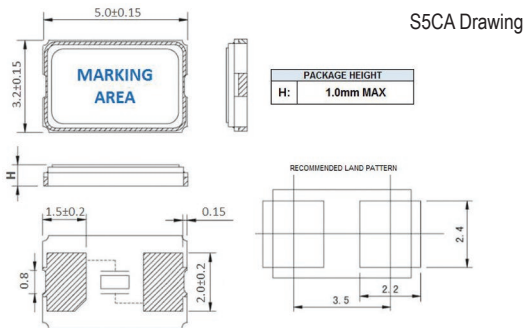 S5CA Drawing
5.0±0.15
3.2±0.15
MARKING
AREA
PACKAGE HEIGHT
H: 1.0mm MAX
H
RECOMMENDED LAND PATTERN
1.5±0.2
0.15
0.8
2.0±0.2
2.4
2.2
3.5